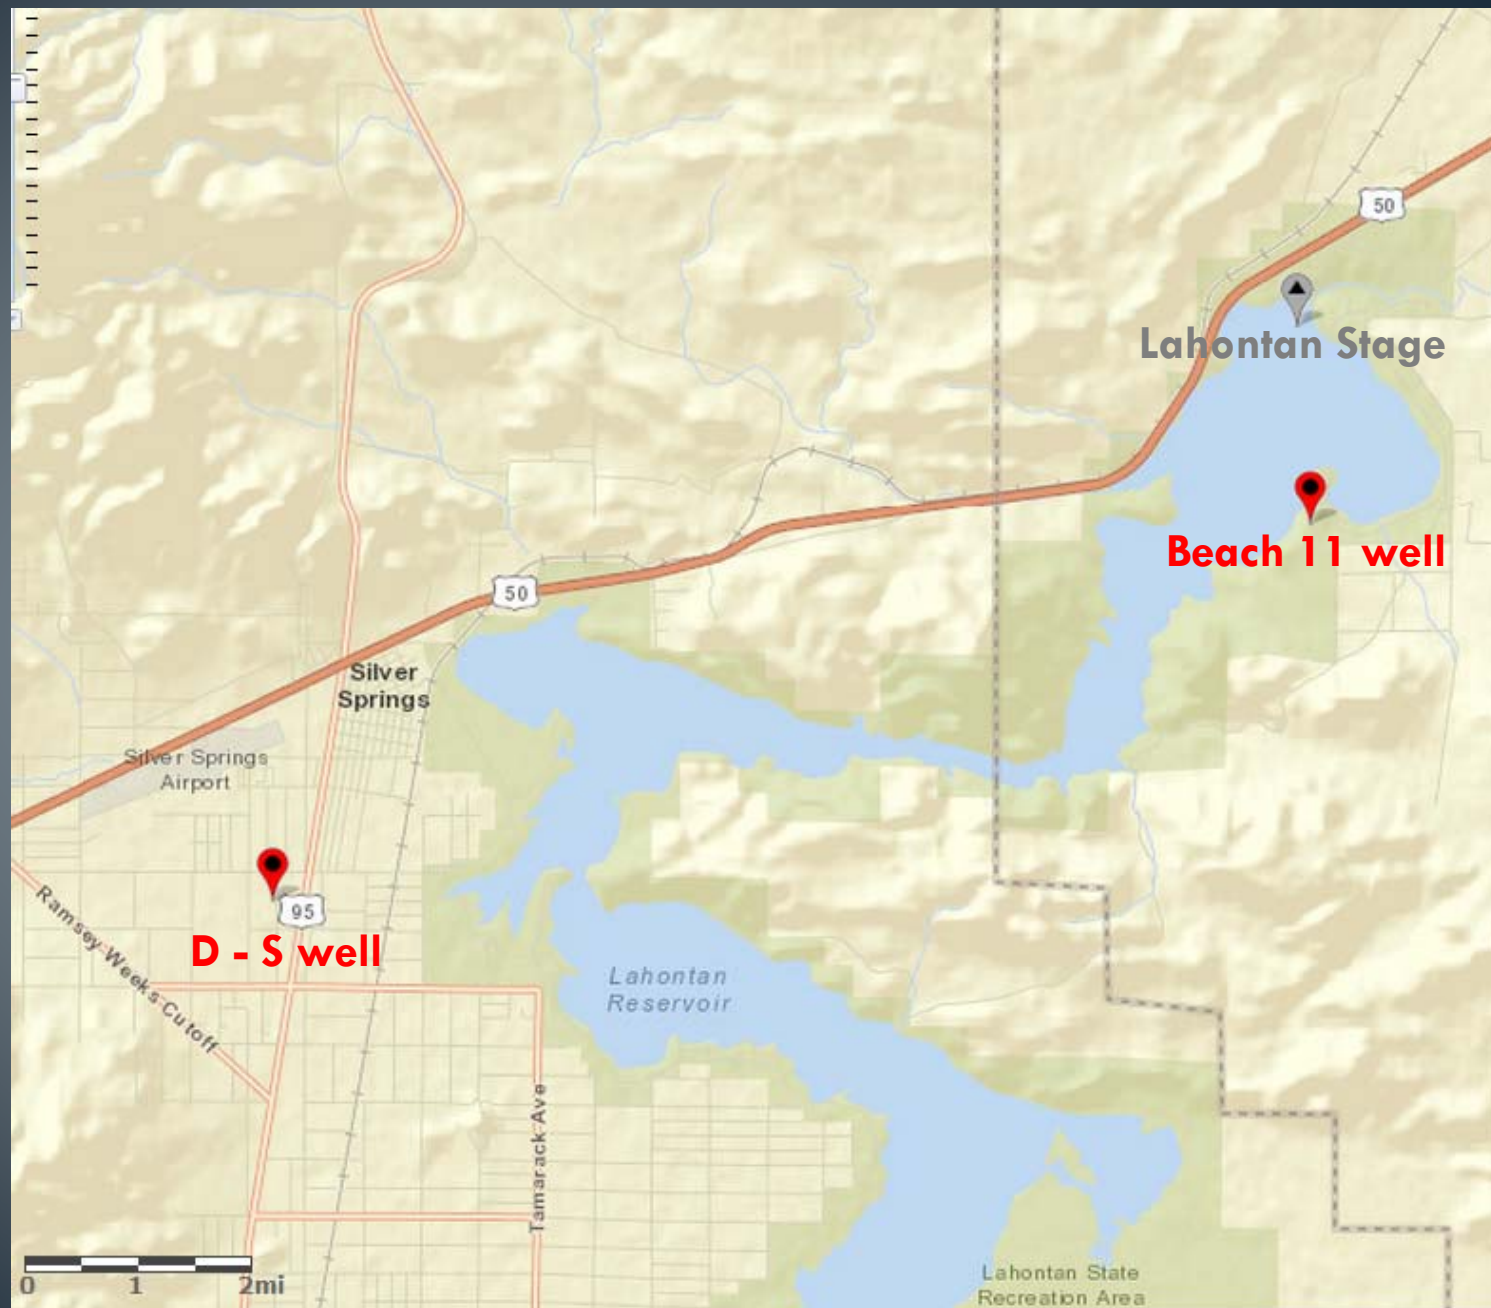 50
Lahontan Stage
Beach 11 well
50
Silver
Springs
Silver Springs
Airport
95
D - S well
Ramsey Weeks Cutoff
Lahontan
Reservoir
Tamarack Ave
0 1 2mi
Lahontan State
Recreation Area